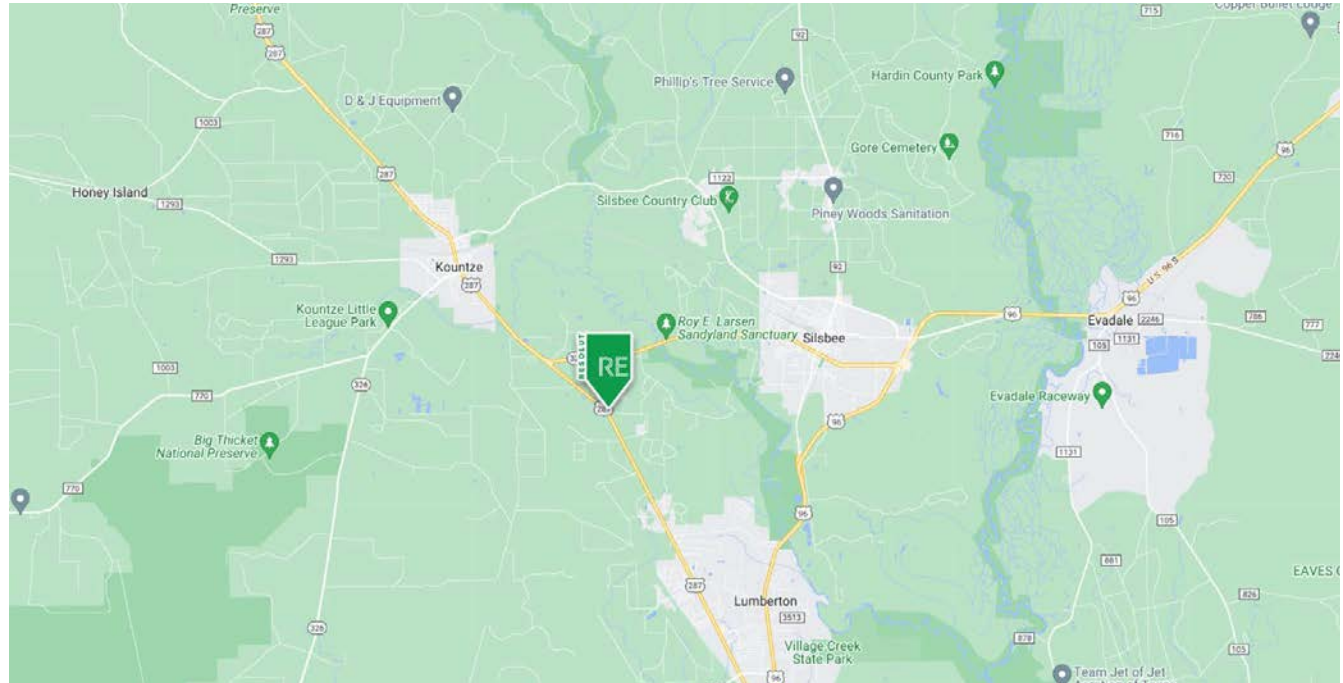 Preserve
287
287
92
715
D & J Equipment
Phillip's Tree Service
Hardin County Park
1003
287
Gore Cemetery
716
96
720
Honey Island
1293
1122
Silsbee Country Club
Piney Woods Sanitation
1293
Kountze
287
92
U.S. 96 S
96
Kountze Little
League Park
Roy E. Larsen
Sandyland Sanctuary
Silsbee
96
Evadale
2246
786
777
105
1131
1003
326
770
RESOLUT
RE
Evadale Raceway
Big Thicket
National Preserve
96
1131
770
96
105
881
287
Lumberton
3513
826
326
Village Creek
State Park
878
105
96
Team Jet of Jet